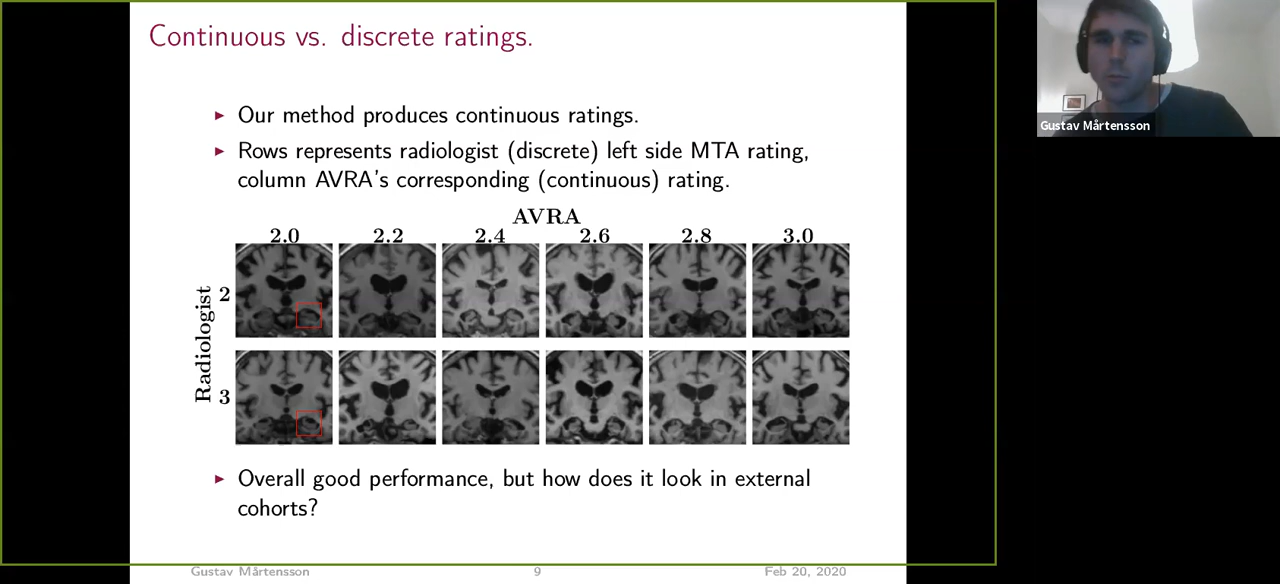 Continuous vs. discrete ratings.
Gustav Mårtensson
► Our method produces continuous ratings.
► Rows represents radiologist (discrete) left side MTA rating,
column AVRA's corresponding (continuous) rating.
AVRA
2.0 2.2 2.4 2.6 2.8 3.0
Radiologist
2
3
► Overall good performance, but how does it look in external
cohorts?
Gustav Mårtensson 9 Feb 20, 2020